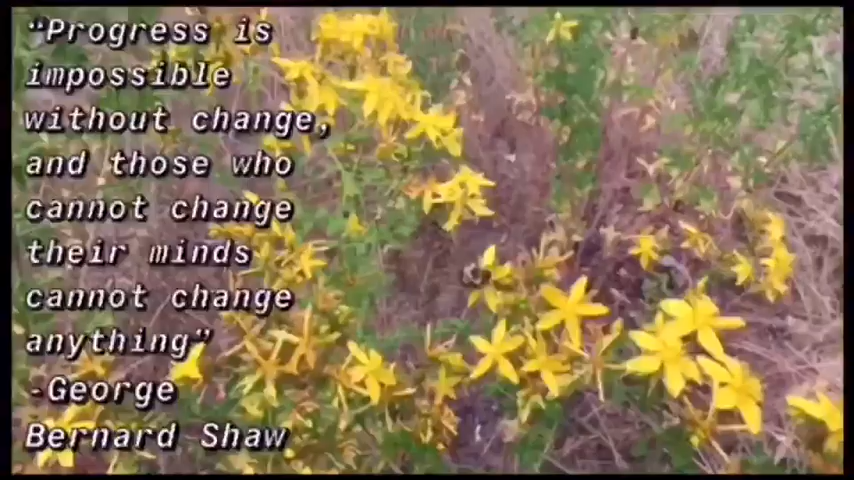 "Progress is
impossible
without change,
and those who
cannot change
their minds
cannot change
anything"
-George
Bernard Shaw